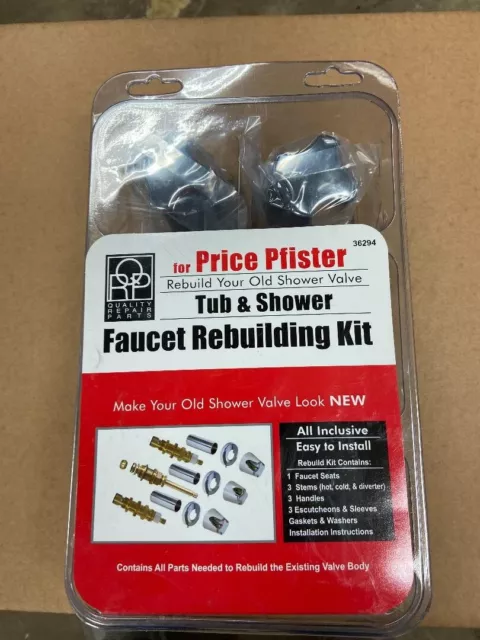 36294
for Price Pfister
Rebuild Your Old Shower Valve
Tub & Shower
Faucet Rebuilding Kit
QRP
QUALITY
REPAIR
PARTS
Make Your Old Shower Valve Look NEW
All Inclusive
Easy to Install
Rebuild Kit Contains:
1 Faucet Seats
3 Stems (hot, cold, & diverter)
3 Handles
3 Escutcheons & Sleeves
Gaskets & Washers
Installation Instructions
Contains All Parts Needed to Rebuild the Existing Valve Body